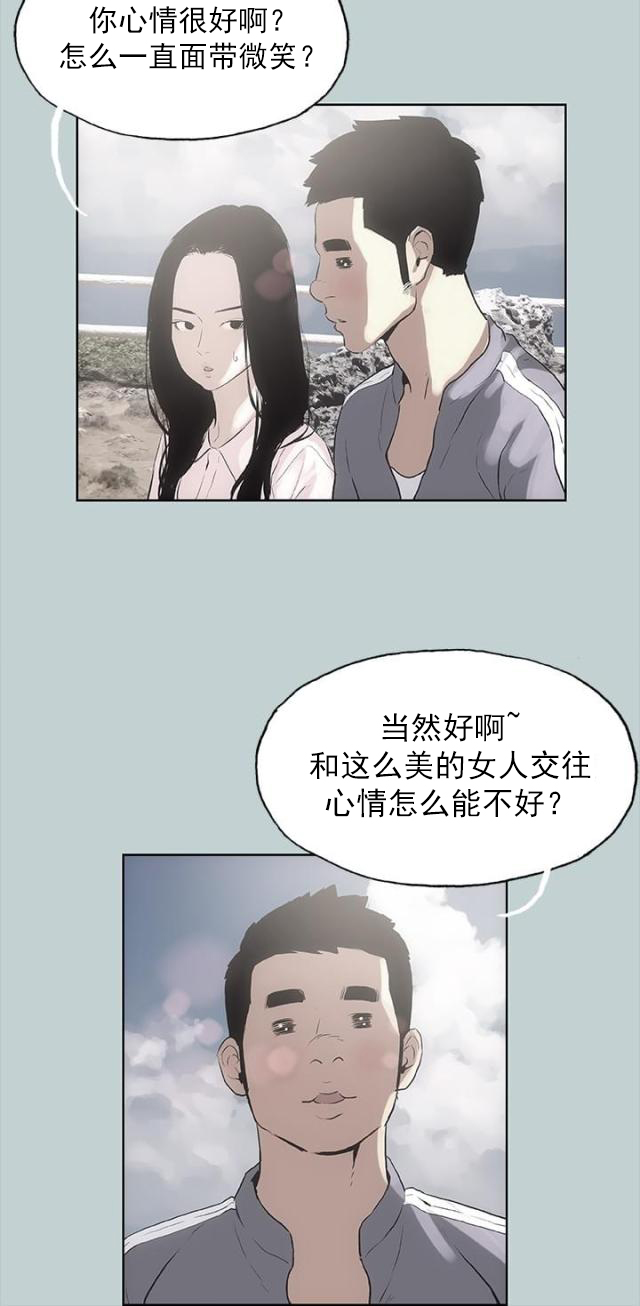 你心情很好啊？
怎么一直面带微笑？
当然好啊~
和这么美的女人交往
心情怎么能不好？